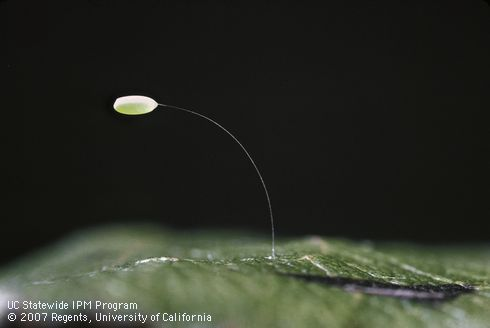 UC Statewide IPM Program
© 2007 Regents, University of California